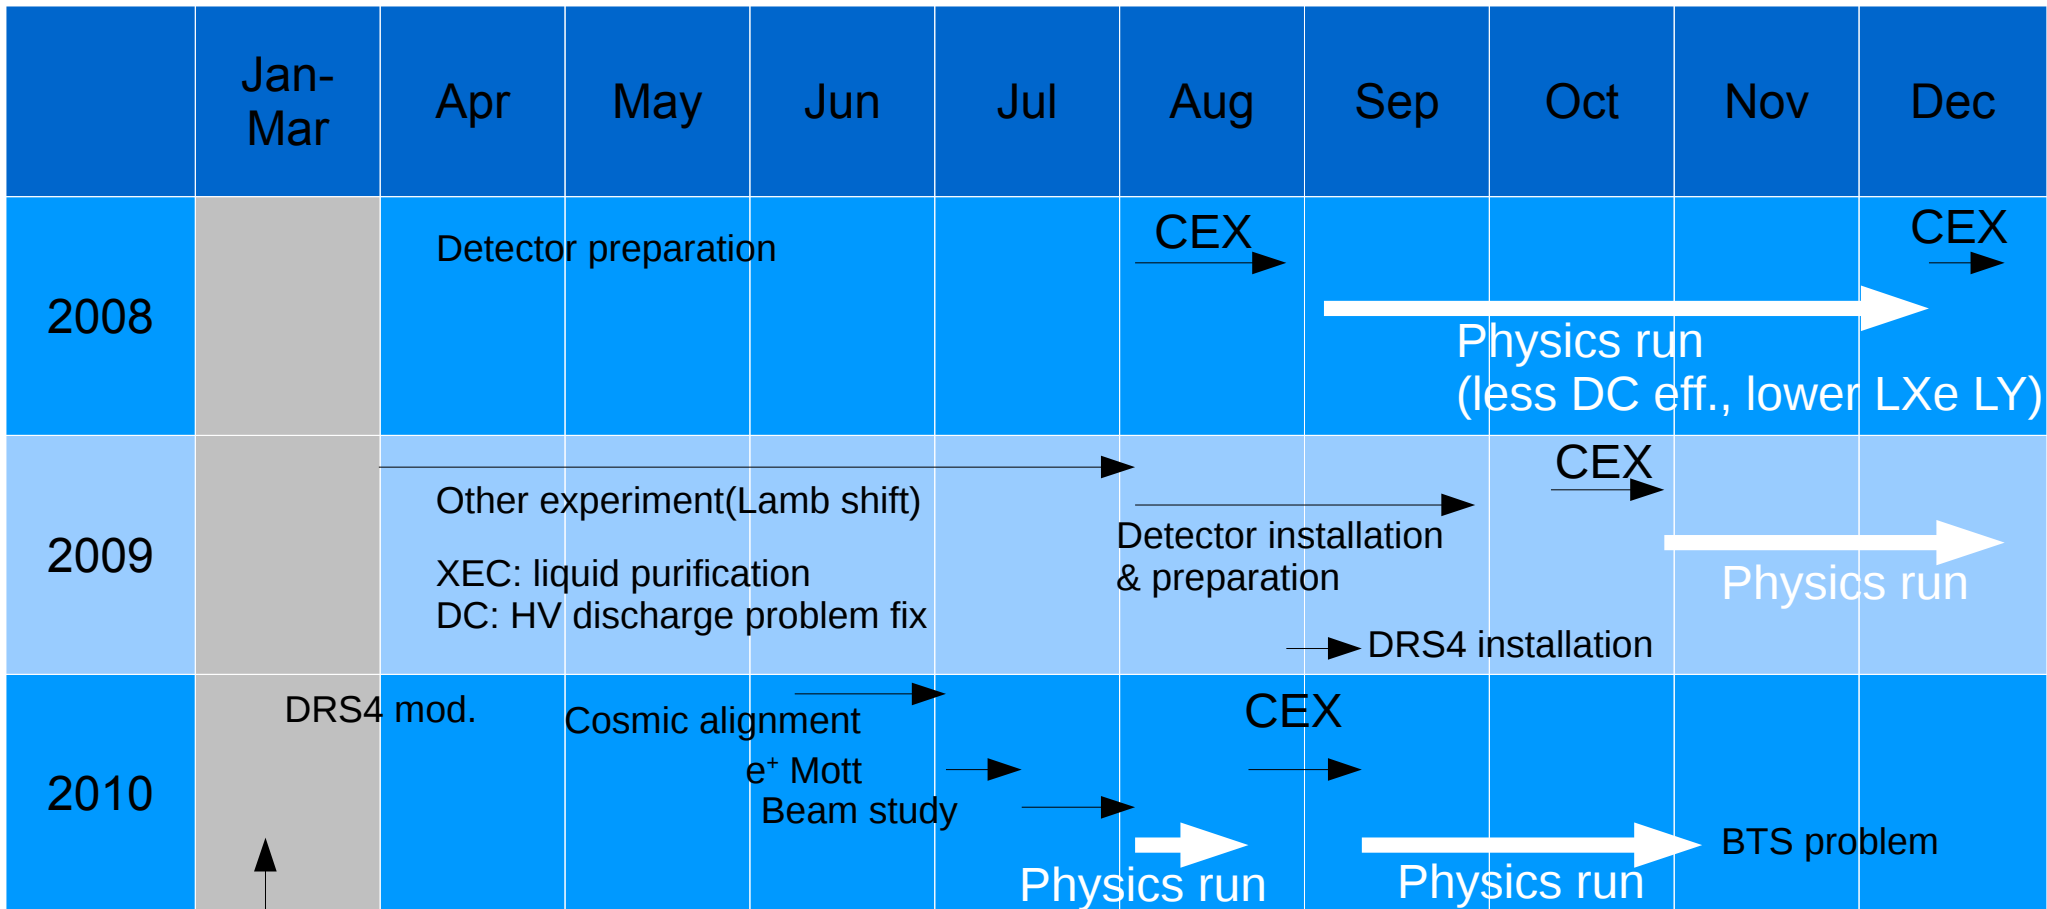 Jan-
Mar
Apr
May
Jun
Jul
Aug
Sep
Oct
Nov
Dec
2008
Detector preparation
CEX
CEX
Physics run
(less DC eff., lower LXe LY)
2009
Other experiment(Lamb shift)
XEC: liquid purification
DC: HV discharge problem fix
Detector installation
& preparation
CEX
Physics run
DRS4 installation
2010
DRS4 mod.
Cosmic alignment
e⁺ Mott
Beam study
CEX
Physics run
Physics run
BTS problem